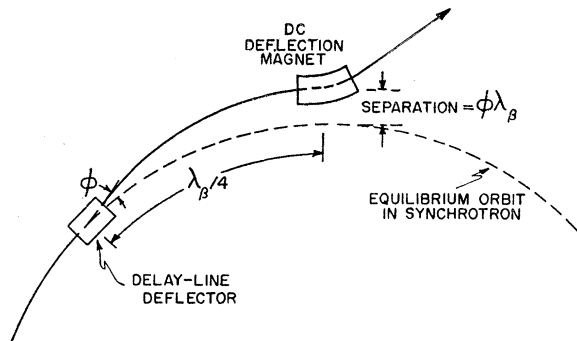 DC
DEFLECTION
MAGNET
SEPARATION = ϕλβ
ϕ
λβ/4
EQUILIBRIUM ORBIT
IN SYNCHROTRON
DELAY-LINE
DEFLECTOR